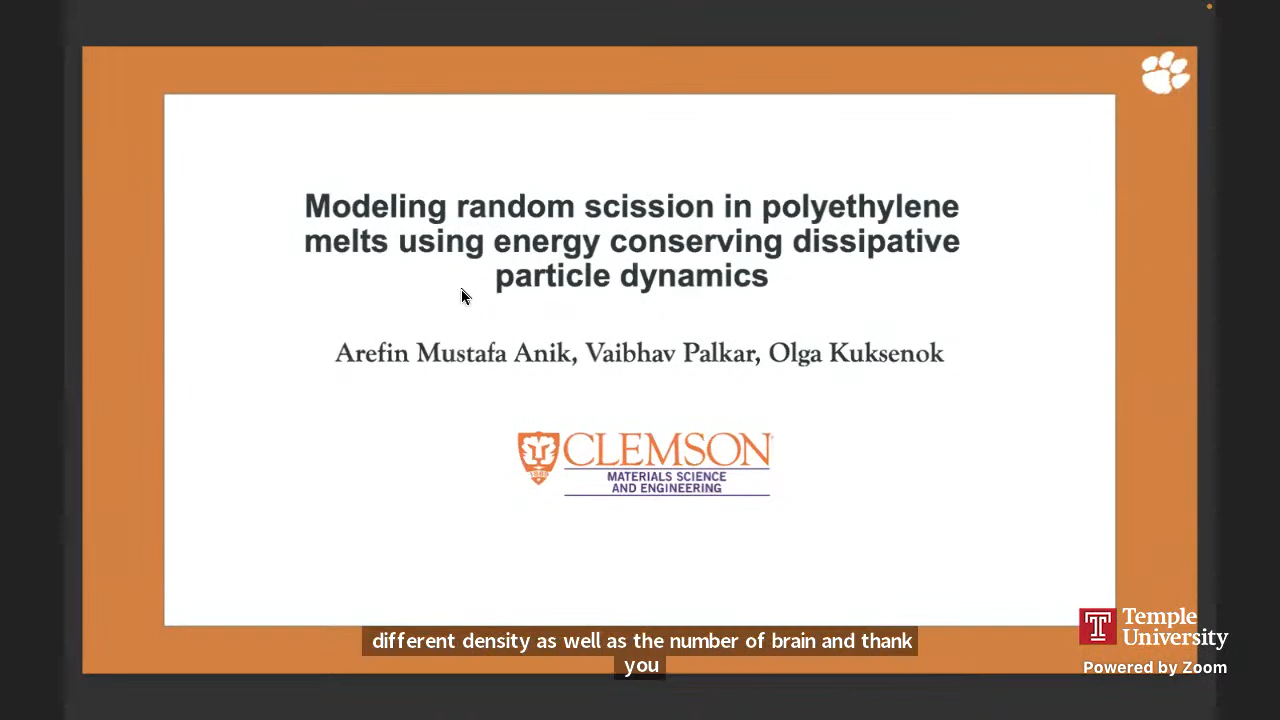 Modeling random scission in polyethylene
melts using energy conserving dissipative
particle dynamics
Arefin Mustafa Anik, Vaibhav Palkar, Olga Kuksenok
1889
CLEMSON
MATERIALS SCIENCE
AND ENGINEERING
Temple
University
Powered by Zoom
different density as well as the number of brain and thank
you